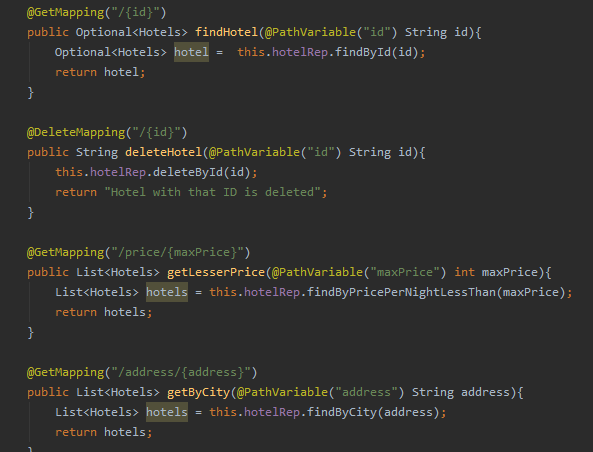 @GetMapping("/{id}")
public Optional<Hotels> findHotel(@PathVariable("id") String id){
Optional<Hotels> hotel =  this.hotelRep.findById(id);
return hotel;
}
@DeleteMapping("/{id}")
public String deleteHotel(@PathVariable("id") String id){
this.hotelRep.deleteById(id);
return "Hotel with that ID is deleted";
}
@GetMapping("/price/{maxPrice}")
public List<Hotels> getLesserPrice(@PathVariable("maxPrice") int maxPrice){
List<Hotels> hotels = this.hotelRep.findByPricePerNightLessThan(maxPrice);
return hotels;
}
@GetMapping("/address/{address}")
public List<Hotels> getByCity(@PathVariable("address") String address){
List<Hotels> hotels = this.hotelRep.findByCity(address);
return hotels;
}